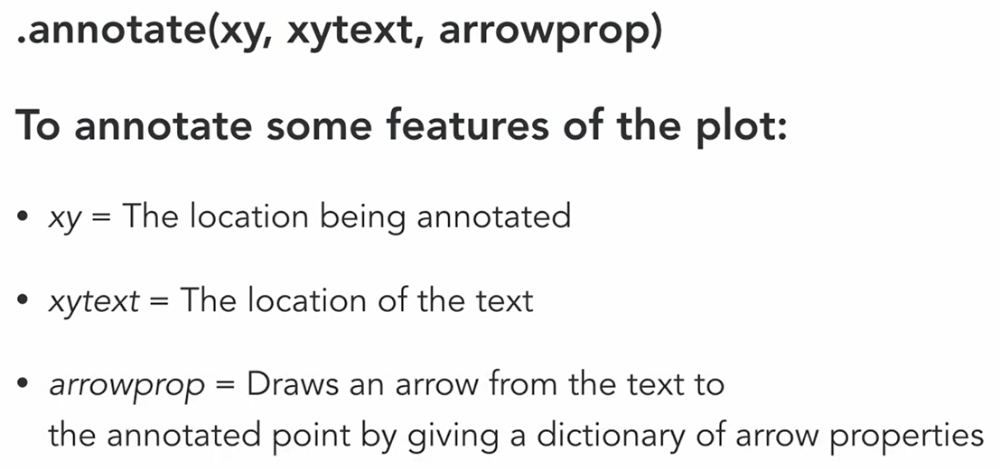 .annotate(xy, xytext, arrowprop)
To annotate some features of the plot:
• xy = The location being annotated
• xytext = The location of the text
• arrowprop = Draws an arrow from the text to
the annotated point by giving a dictionary of arrow properties